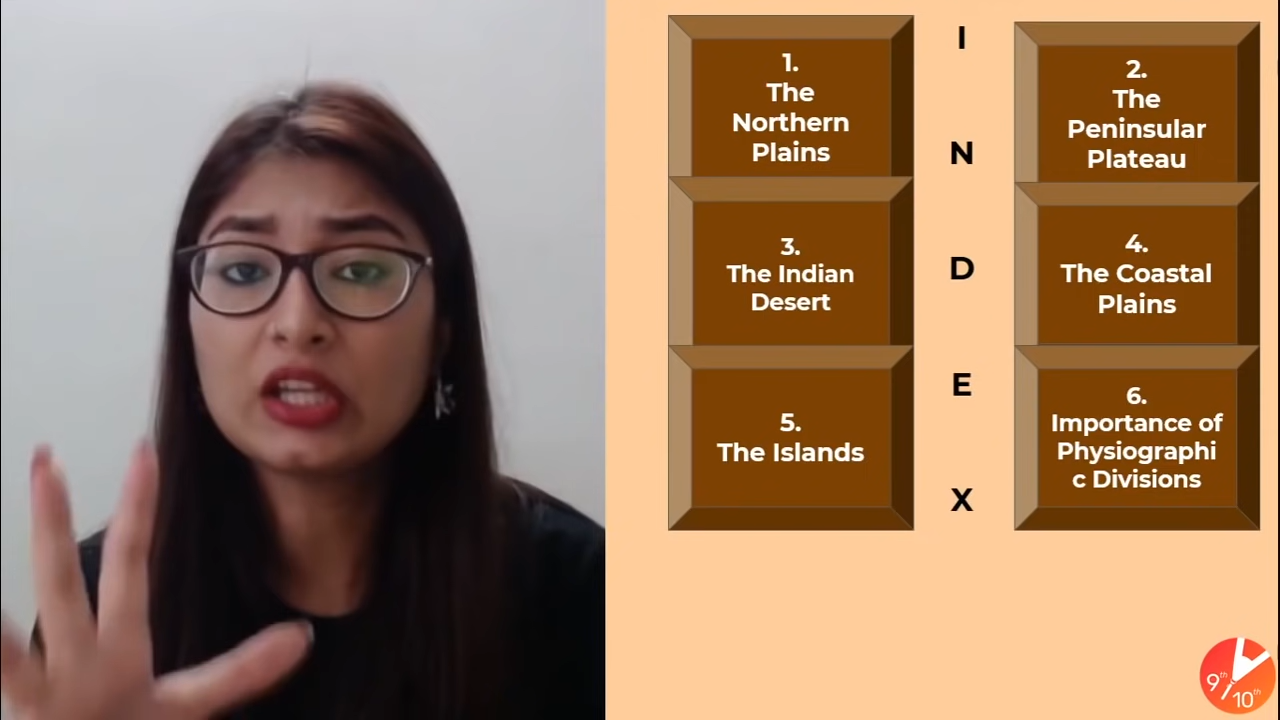 1.
The
Northern
Plains
2.
The
Peninsular
Plateau
3.
The Indian
Desert
4.
The Coastal
Plains
5.
The Islands
6.
Importance of
Physiographi
c Divisions
I
N
D
E
X
9th
10th